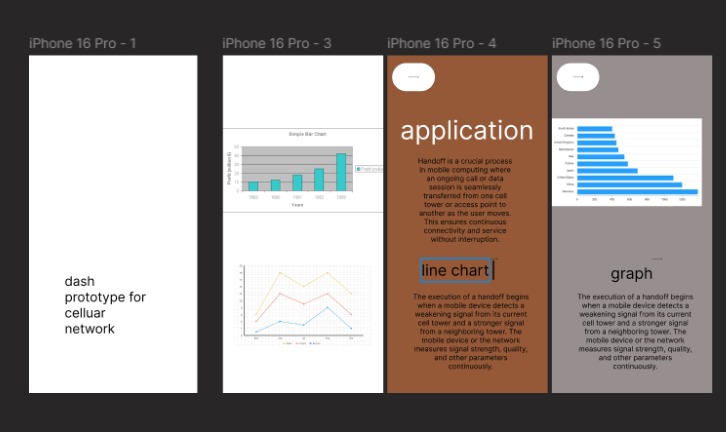 iPhone 16 Pro - 1
dash
prototype for
celluar
network
iPhone 16 Pro - 3
Simple Bar Chart
Profit (million $)
Years
iPhone 16 Pro - 4
application
Handoff is a crucial process
in mobile computing where
an ongoing call or data
session is seamlessly
transferred from one cell
tower or access point to
another as the user moves.
This ensures continuous
connectivity and service
without interruption.
line chart
The execution of a handoff begins
when a mobile device detects a
weakening signal from its current
cell tower and a stronger signal
from a neighboring tower. The
mobile device or the network
measures signal strength, quality,
and other parameters
continuously.
iPhone 16 Pro - 5
graph
The execution of a handoff begins
when a mobile device detects a
weakening signal from its current
cell tower and a stronger signal
from a neighboring tower. The
mobile device or the network
measures signal strength, quality,
and other parameters
continuously.